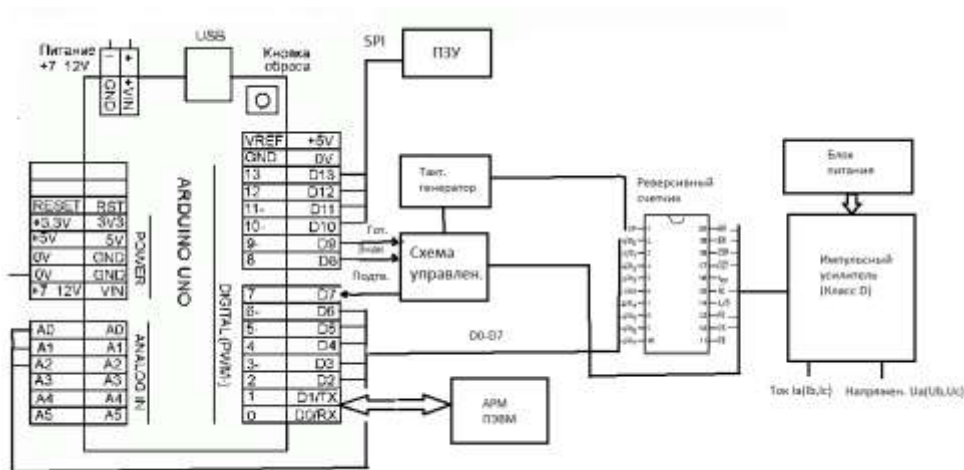 USB
Питание
+7 12V
Кнопка
сброса
SPI
ПЗУ
- +
GND +VIN
VREF +5V
GND 0V
13 D13
12 D12
11- D11
10- D10
9- D9
8 D8
RESET RST
+3.3V 3V3
+5V 5V
0V GND
0V GND
+7 12V VIN
POWER
ARDUINO UNO
DIGITAL (PWM-)
ANALOG IN
7 D7
6- D6
5- D5
4 D4
3- D3
2 D2
1 D1/TX
0 D0/RX
A0 A0
A1 A1
A2 A2
A3 A3
A4 A4
A5 A5
Такт.
генератор
Гот.
Подтв.
Схема
управлен.
Реверсивный
счетчик
D0-D7
АРМ
ПЭВМ
Блок
питания
Импульсный
усилитель
(Класс D)
Ток Ia(Ib,Ic)
Напряжен. Ua(Ub,Uc)